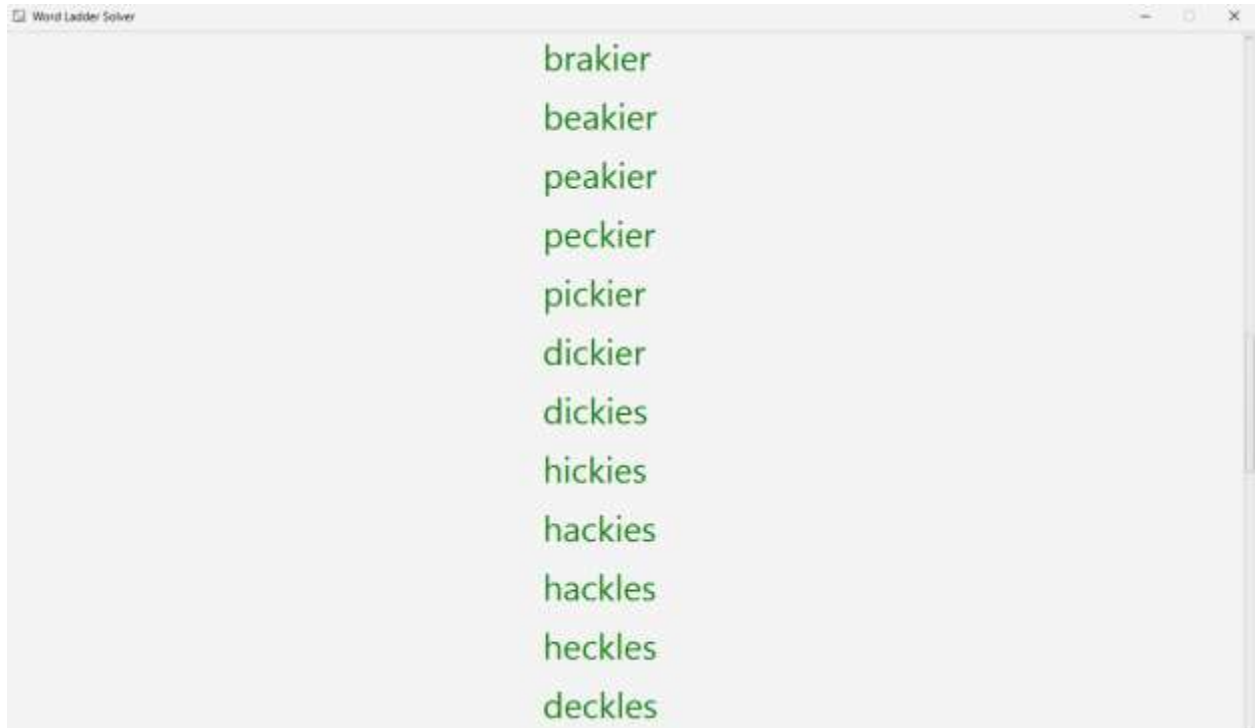 Word Ladder Solver
brakier
beakier
peakier
peckier
pickier
dickier
dickies
hickies
hackies
hackles
heckles
deckles